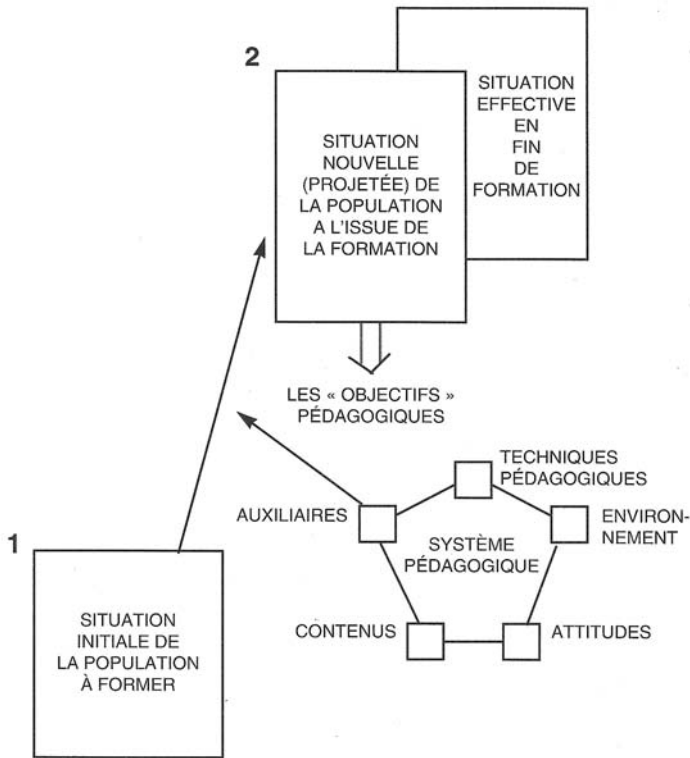 2
SITUATION
NOUVELLE
(PROJETÉE) DE
LA POPULATION
A L'ISSUE DE
LA FORMATION
SITUATION
EFFECTIVE
EN
FIN
DE
FORMATION
LES « OBJECTIFS »
PÉDAGOGIQUES
TECHNIQUES
PÉDAGOGIQUES
AUXILIAIRES
ENVIRON-
NEMENT
SYSTÈME
PÉDAGOGIQUE
CONTENUS
ATTITUDES
1
SITUATION
INITIALE DE
LA POPULATION
À FORMER